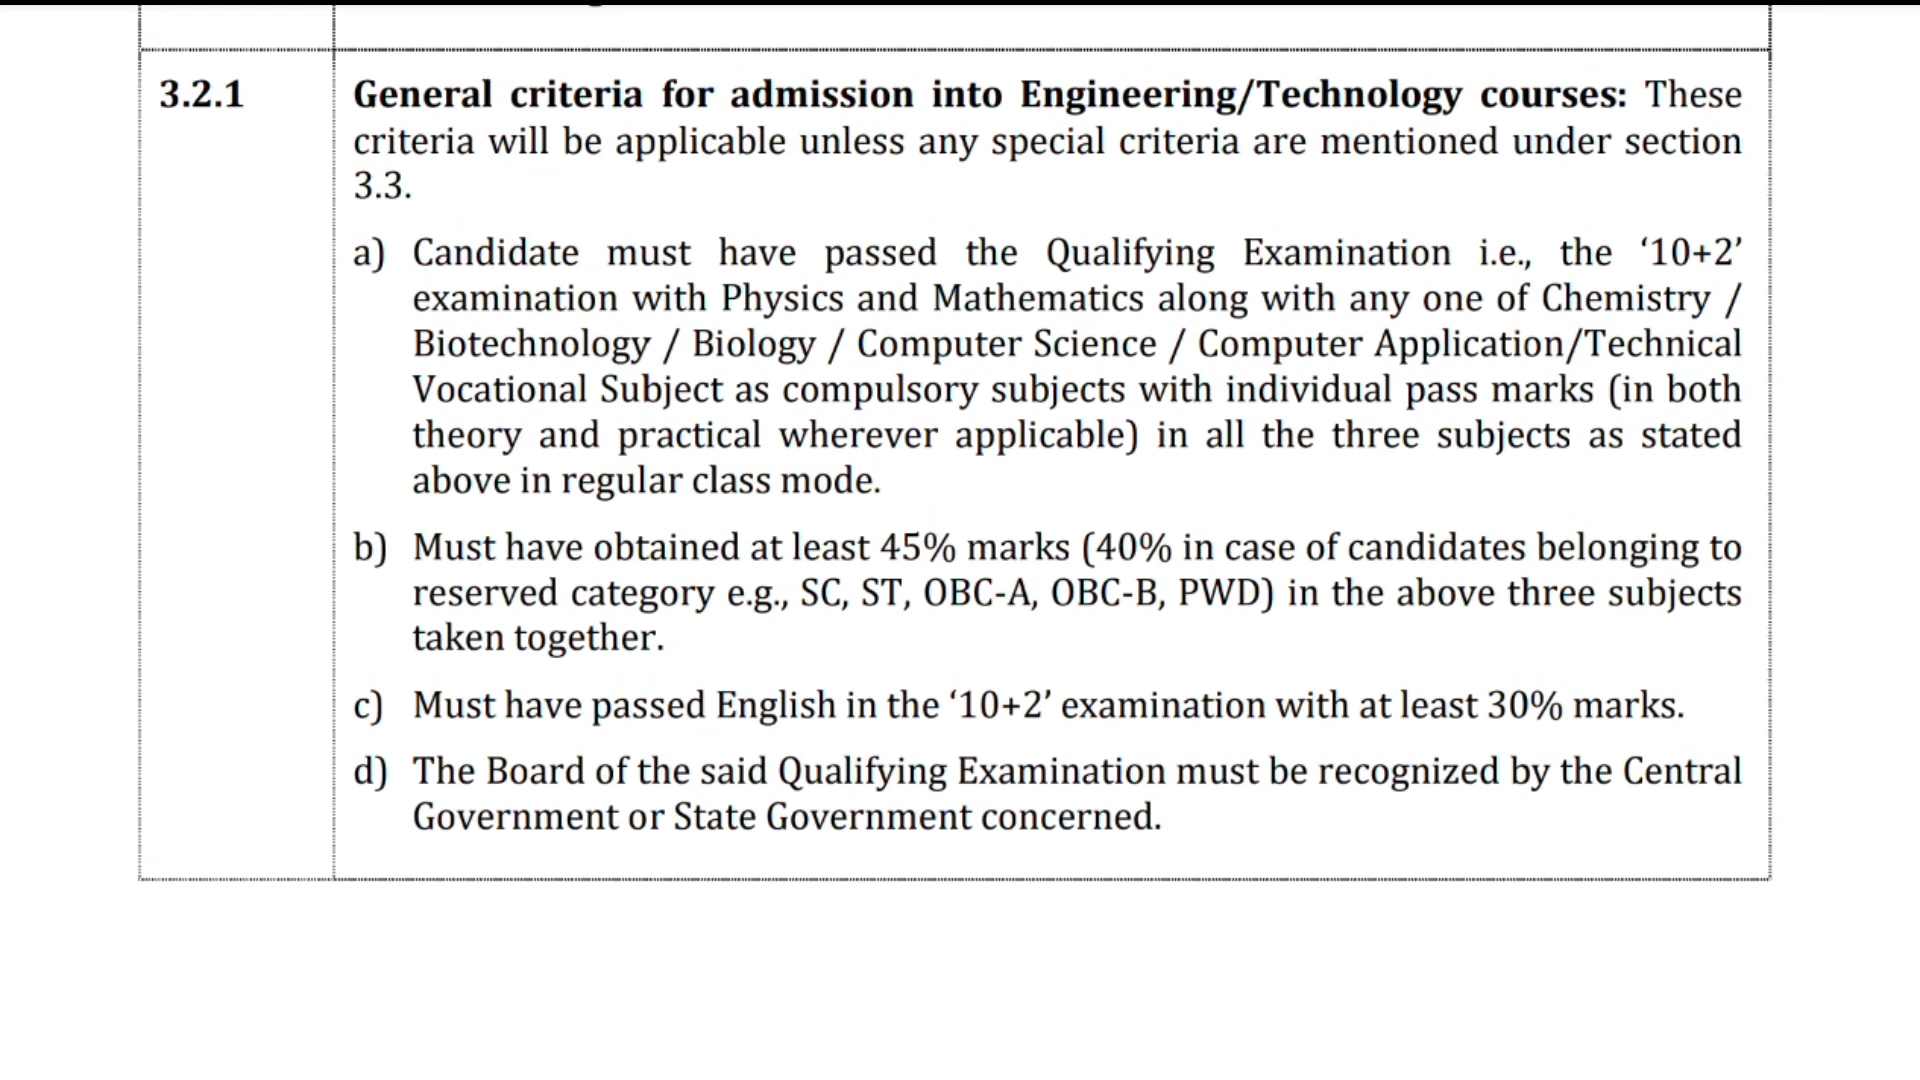 3.2.1
General criteria for admission into Engineering/Technology courses: These
criteria will be applicable unless any special criteria are mentioned under section
3.3.
a) Candidate must have passed the Qualifying Examination i.e., the ‘10+2’
examination with Physics and Mathematics along with any one of Chemistry /
Biotechnology / Biology / Computer Science / Computer Application/Technical
Vocational Subject as compulsory subjects with individual pass marks (in both
theory and practical wherever applicable) in all the three subjects as stated
above in regular class mode.
b) Must have obtained at least 45% marks (40% in case of candidates belonging to
reserved category e.g., SC, ST, OBC-A, OBC-B, PWD) in the above three subjects
taken together.
c) Must have passed English in the ‘10+2’ examination with at least 30% marks.
d) The Board of the said Qualifying Examination must be recognized by the Central
Government or State Government concerned.